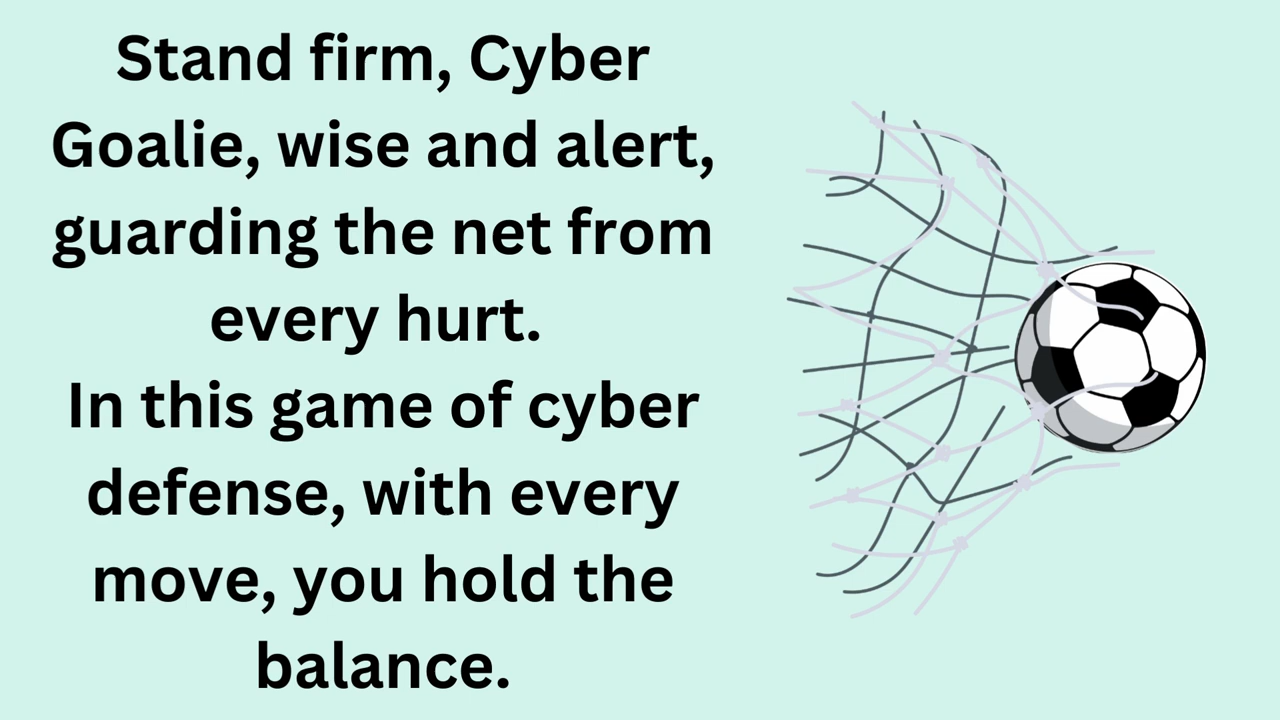 Stand firm, Cyber
Goalie, wise and alert,
guarding the net from
every hurt.
In this game of cyber
defense, with every
move, you hold the
balance.